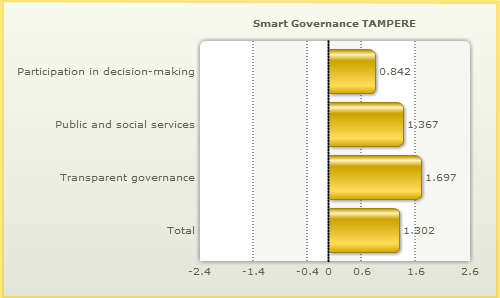 Smart Governance TAMPERE
Participation in decision-making 0.842
Public and social services 1,367
Transparent governance 1.697
Total 1.302
-2.4 -1.4 -0.4 0 0.6 1.6 2.6